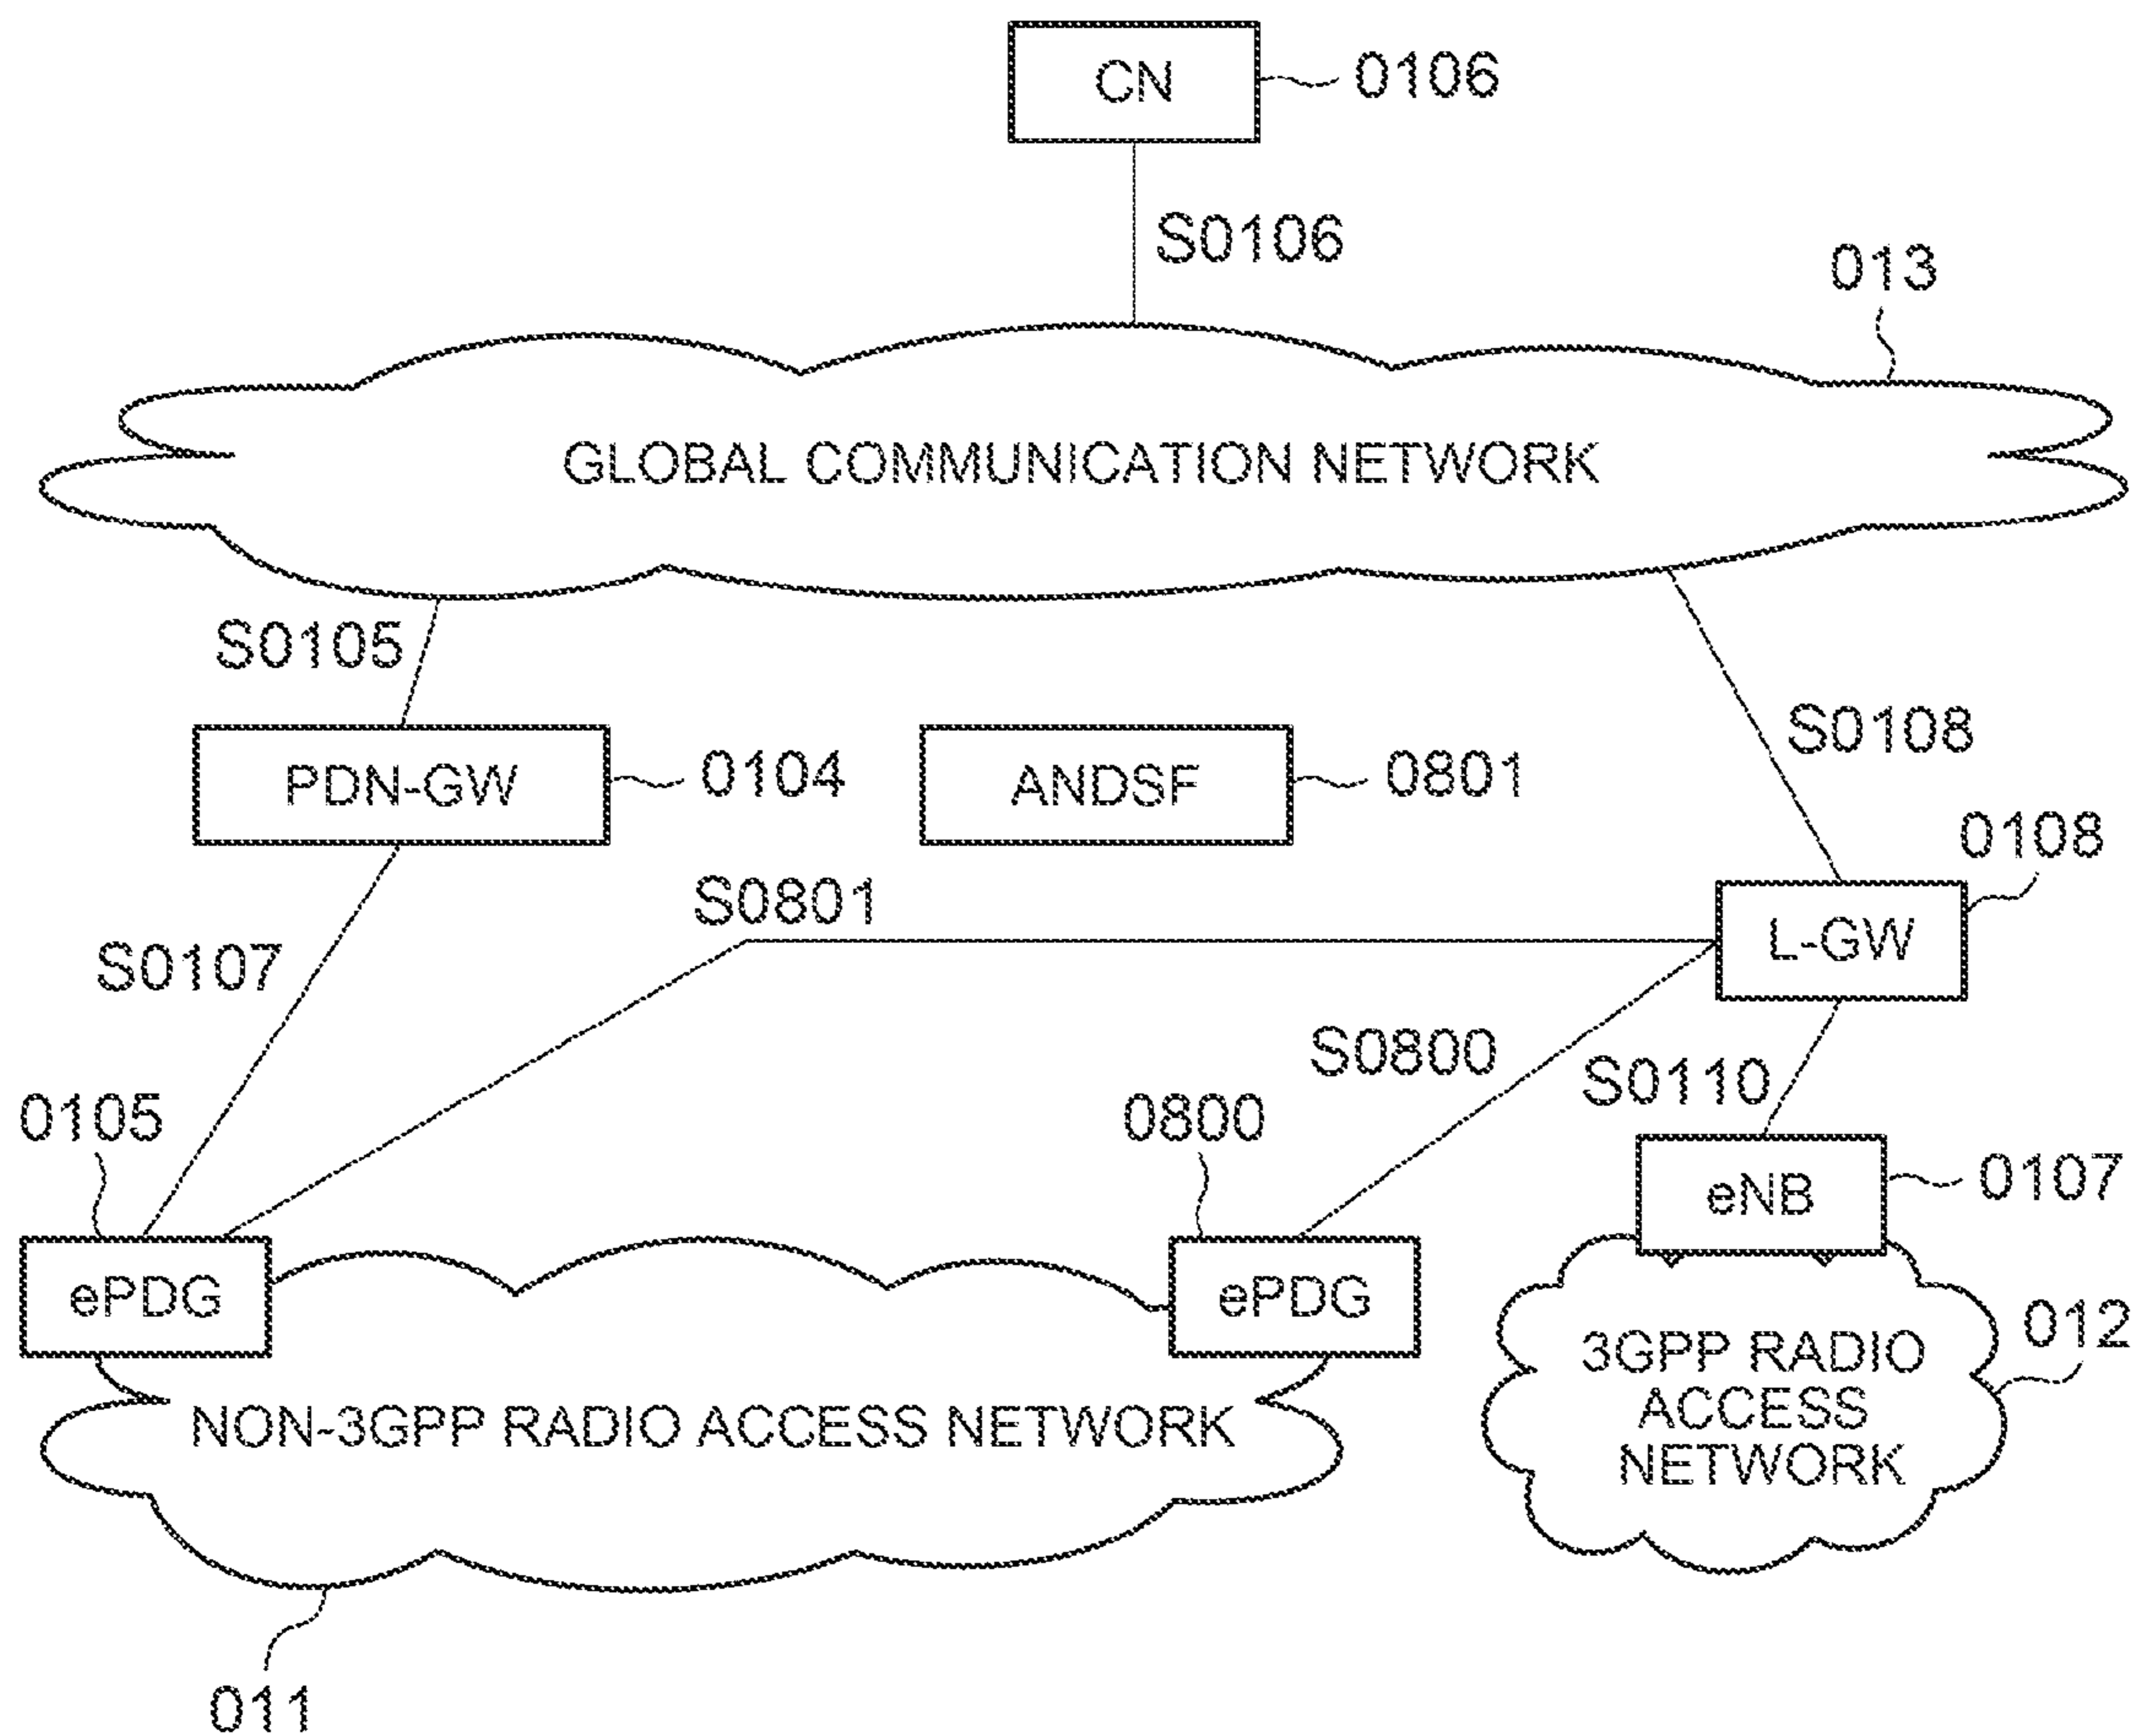 CN
0106
S0106
013
GLOBAL COMMUNICATION NETWORK
S0105
S0108
PDN-GW
0104
ANDSF
0801
0108
S0801
L-GW
S0107
S0800
S0110
0105
0800
eNB
0107
ePDG
ePDG
012
3GPP RADIO
ACCESS
NETWORK
NON-3GPP RADIO ACCESS NETWORK
011